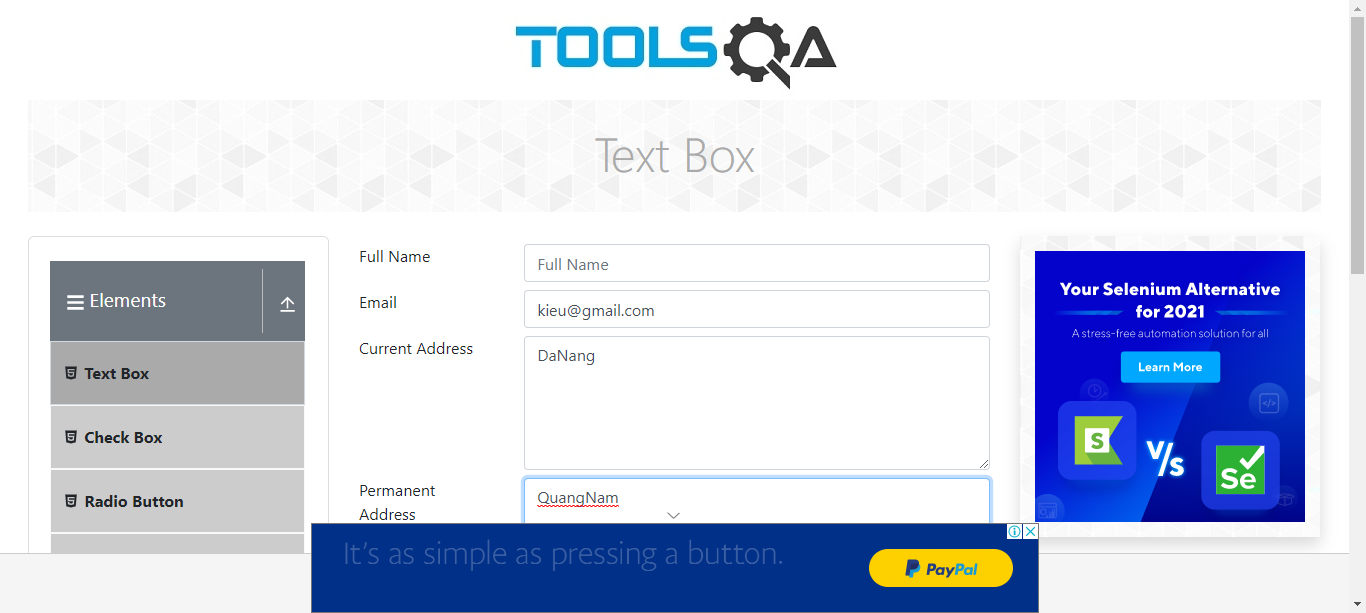 TOOLSQA
Text Box
Elements
Text Box
Check Box
Radio Button
Full Name
Full Name
Email
kieu@gmail.com
Current Address
DaNang
Permanent
Address
QuangNam
Your Selenium Alternative
for 2021
A stress-free automation solution for all
Learn More
S
V/s
Se
It's as simple as pressing a button.
PayPal